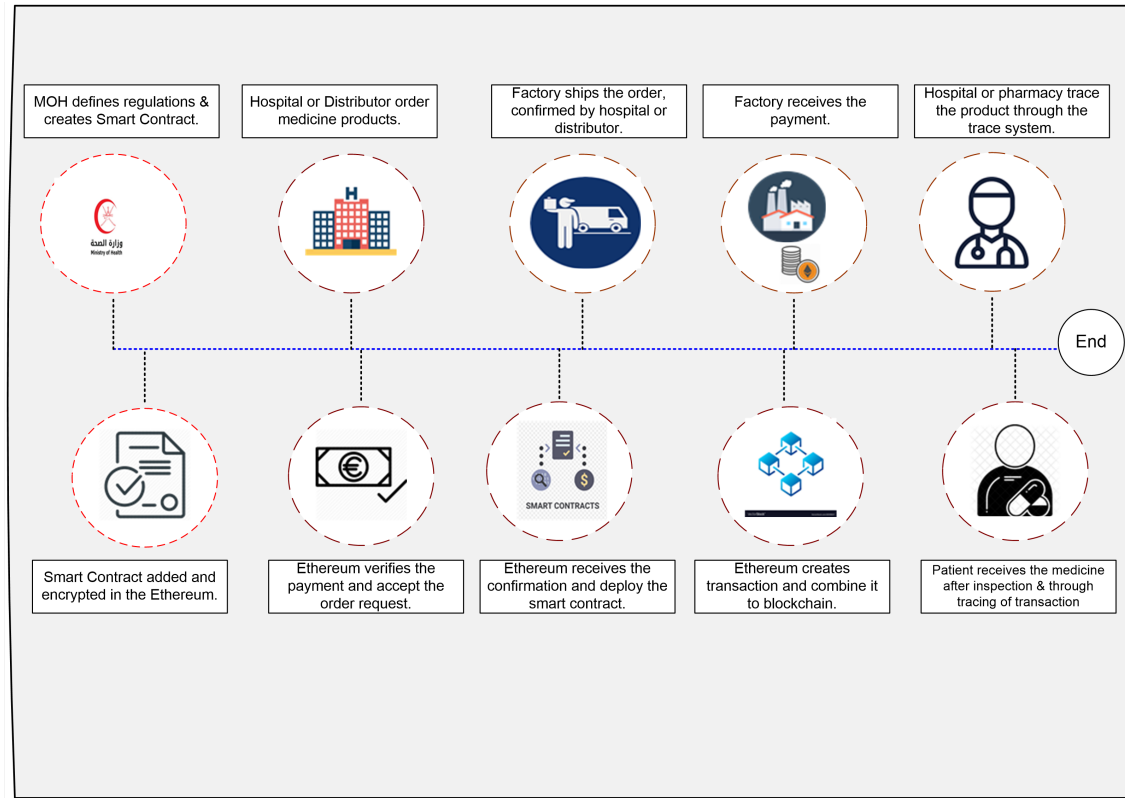 MOH defines regulations &
creates Smart Contract.
Hospital or Distributor order
medicine products.
Factory ships the order,
confirmed by hospital or
distributor.
Factory receives the
payment.
Hospital or pharmacy trace
the product through the
trace system.
H
وزارة الصحة
Ministry of Health
End
SMART CONTRACTS
Smart Contract added and
encrypted in the Ethereum.
Ethereum verifies the
payment and accept the
order request.
Ethereum receives the
confirmation and deploy the
smart contract.
Ethereum creates
transaction and combine it
to blockchain.
Patient receives the medicine
after inspection & through
tracing of transaction